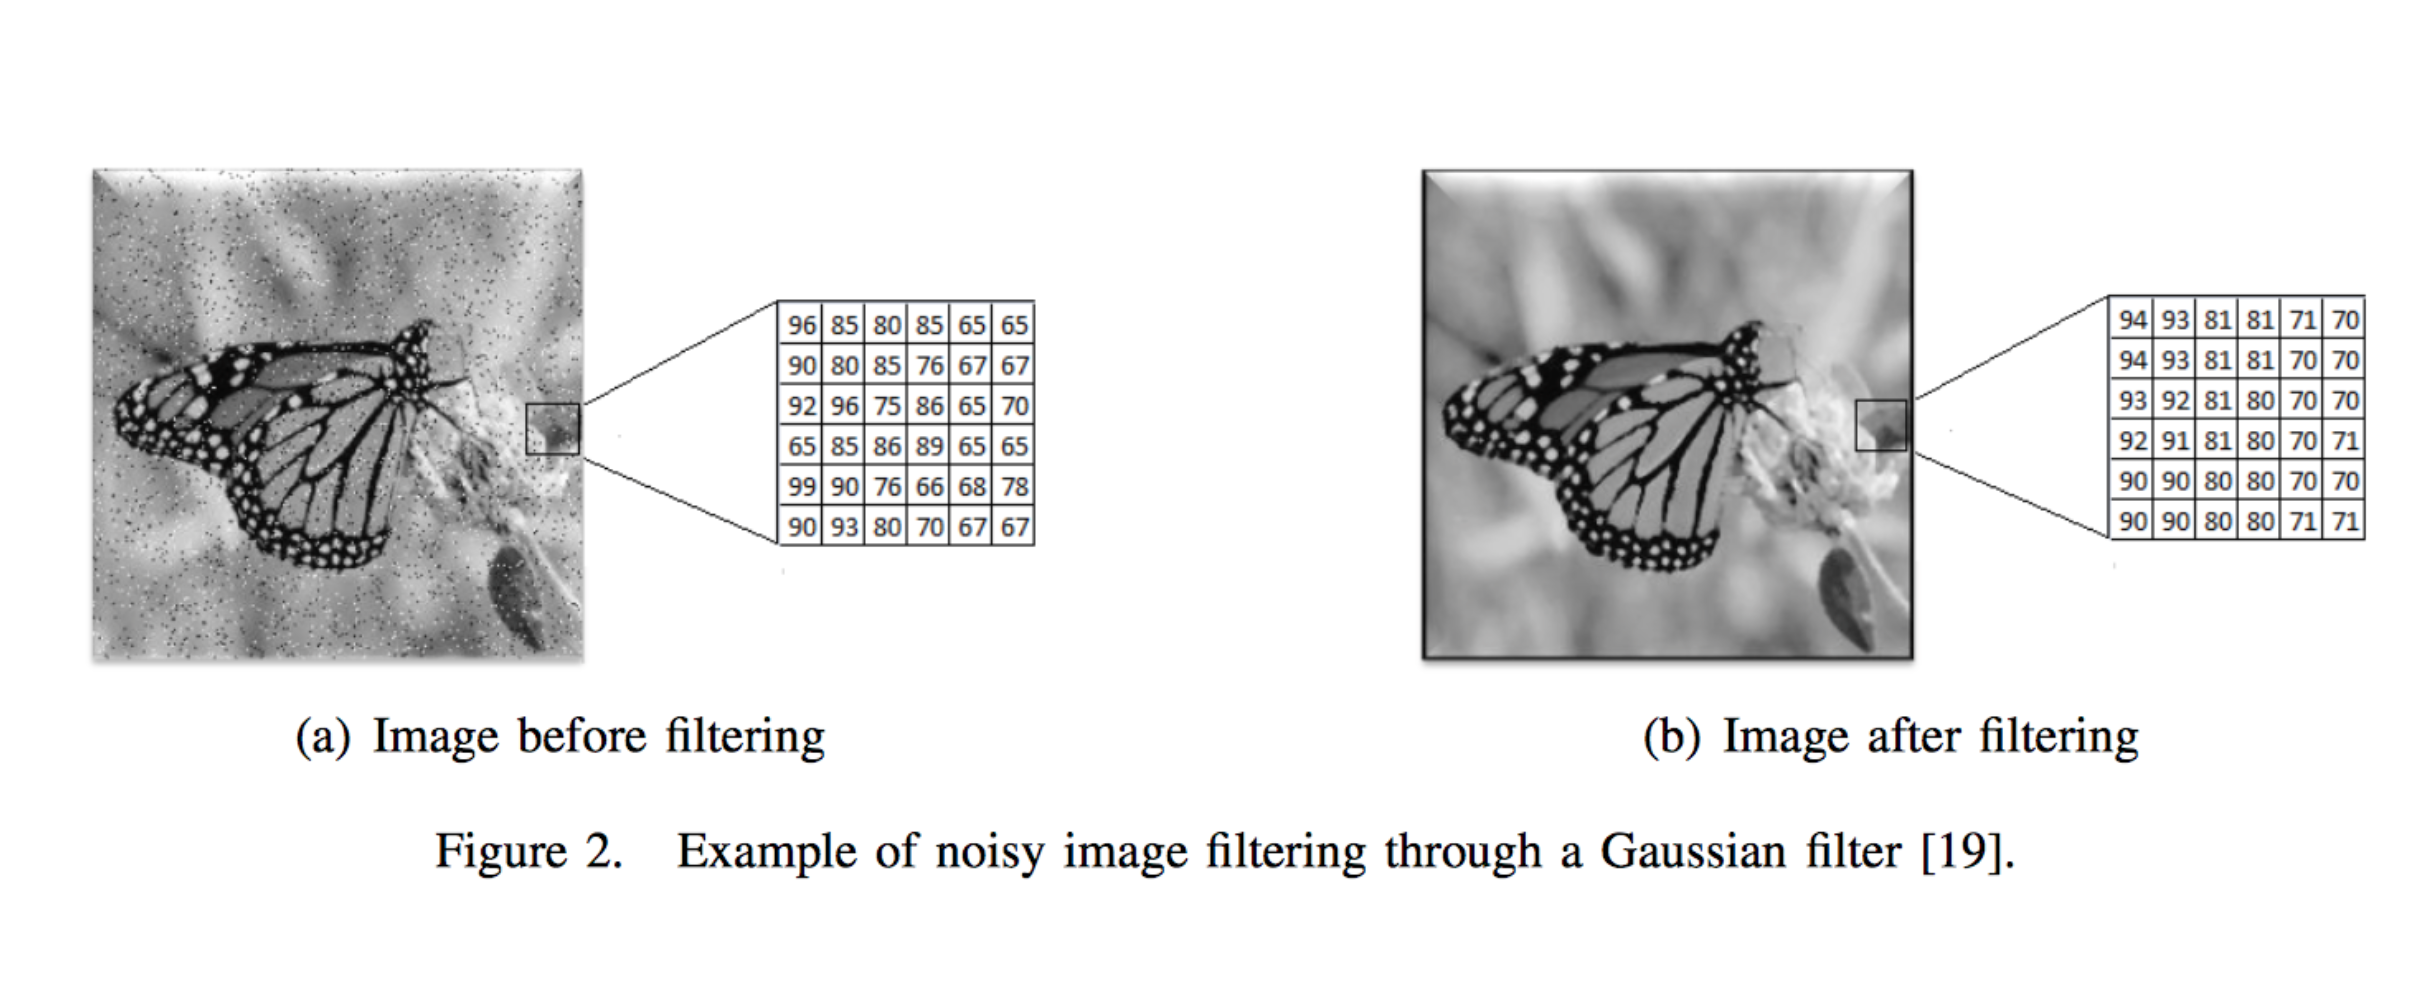 96 85 80 85 65 65
90 80 85 76 67 67
92 96 75 86 65 70
65 85 86 89 65 65
99 90 76 66 68 78
90 93 80 70 67 67
94 93 81 81 71 70
94 93 81 81 70 70
93 92 81 80 70 70
92 91 81 80 70 71
90 90 80 80 70 70
90 90 80 80 71 71
(a) Image before filtering
(b) Image after filtering
Figure 2. Example of noisy image filtering through a Gaussian filter [19].